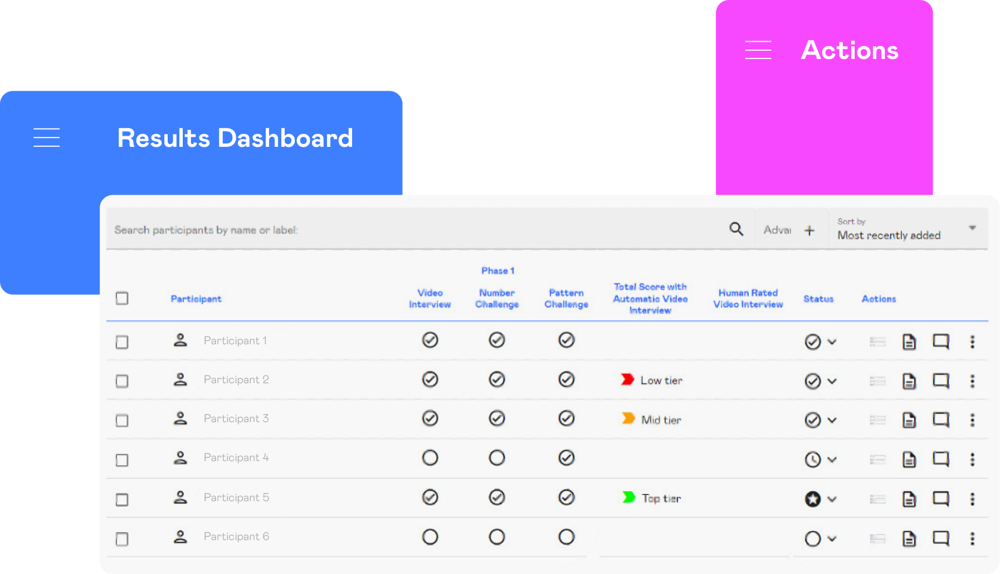 Actions
Results Dashboard
Search participants by name or label:
Advai
Sort by
Most recently added
Phase 1
Participant
Video
Interview
Number
Challenge
Pattern
Challenge
Total Score with
Automatic Video
Interview
Human Rated
Video Interview
Status
Actions
Participant 1
Participant 2
Low tier
Participant 3
Mid tier
Participant 4
Participant 5
Top tier
Participant 6